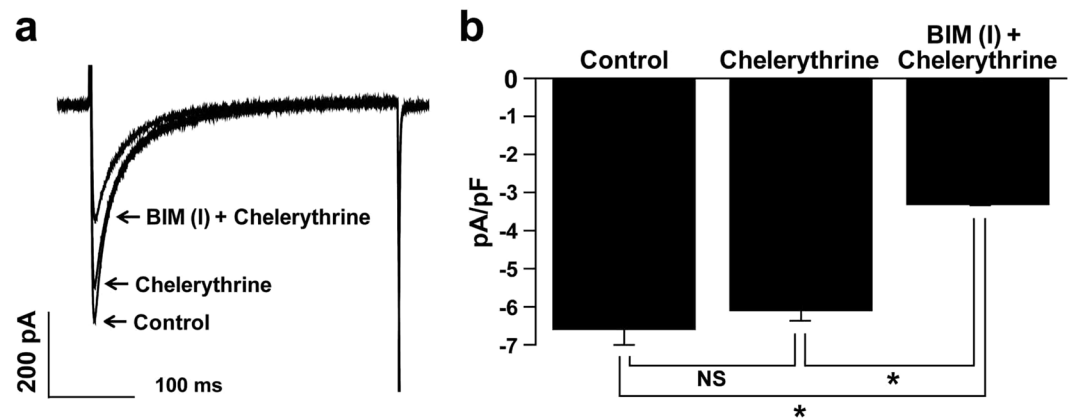 a
BIM (I) + Chelerythrine
Chelerythrine
Control
200 pA
100 ms
b
Control
Chelerythrine
BIM (I) +
Chelerythrine
pA/pF
0
-1
-2
-3
-4
-5
-6
-7
NS
*
*